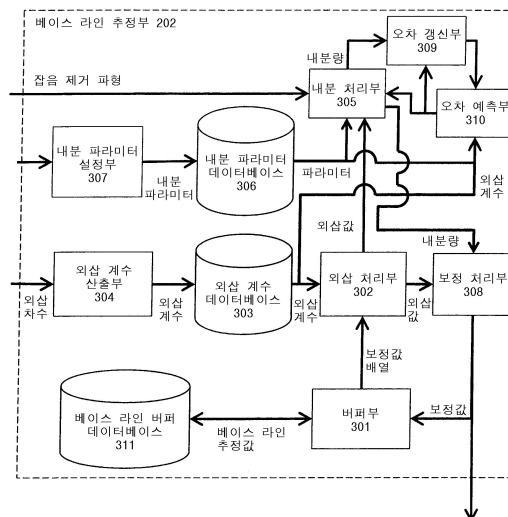 베이스 라인 추정부 202
오차 갱신부
309
내분량
잡음 제거 파형
내분 처리부
305
오차 예측부
310
내분 파라미터
설정부
307
내분
파라미터
내분 파라미터
데이터베이스
306
파라미터
외삽
계수
외삽값
내분량
외삽
차수
외삽 계수
산출부
304
외삽
계수
외삽 계수
데이터베이스
303
외삽
계수
외삽 처리부
302
외삽
값
보정 처리부
308
보정값
배열
베이스 라인 버퍼
데이터베이스
311
베이스 라인
추정값
버퍼부
301
보정값